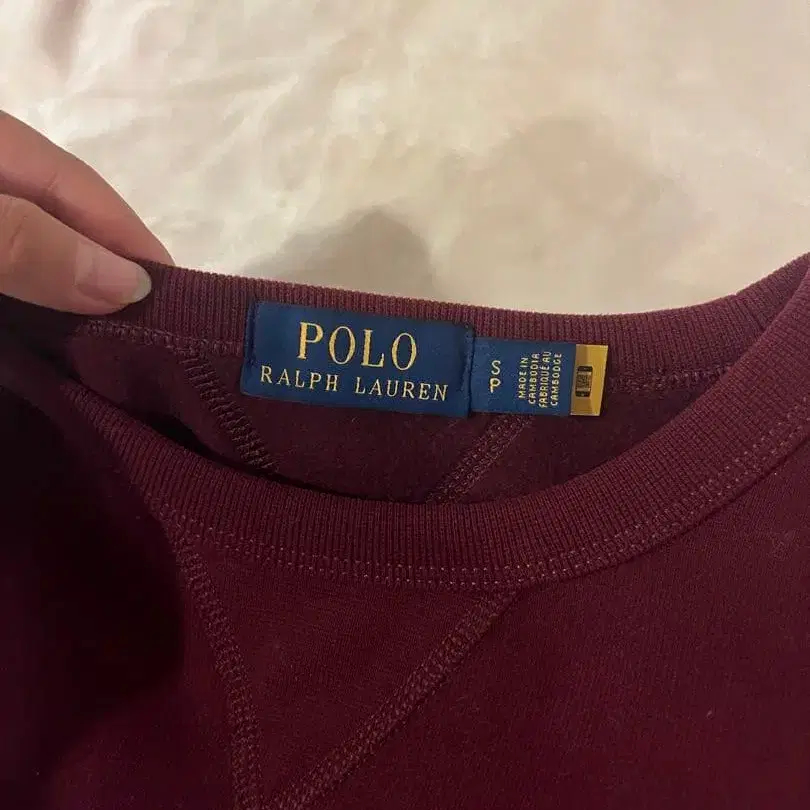 POLO
RALPH LAUREN
S
P
MADE IN
CAMBODIA
FABRIQUÉ AU
CAMBODGE